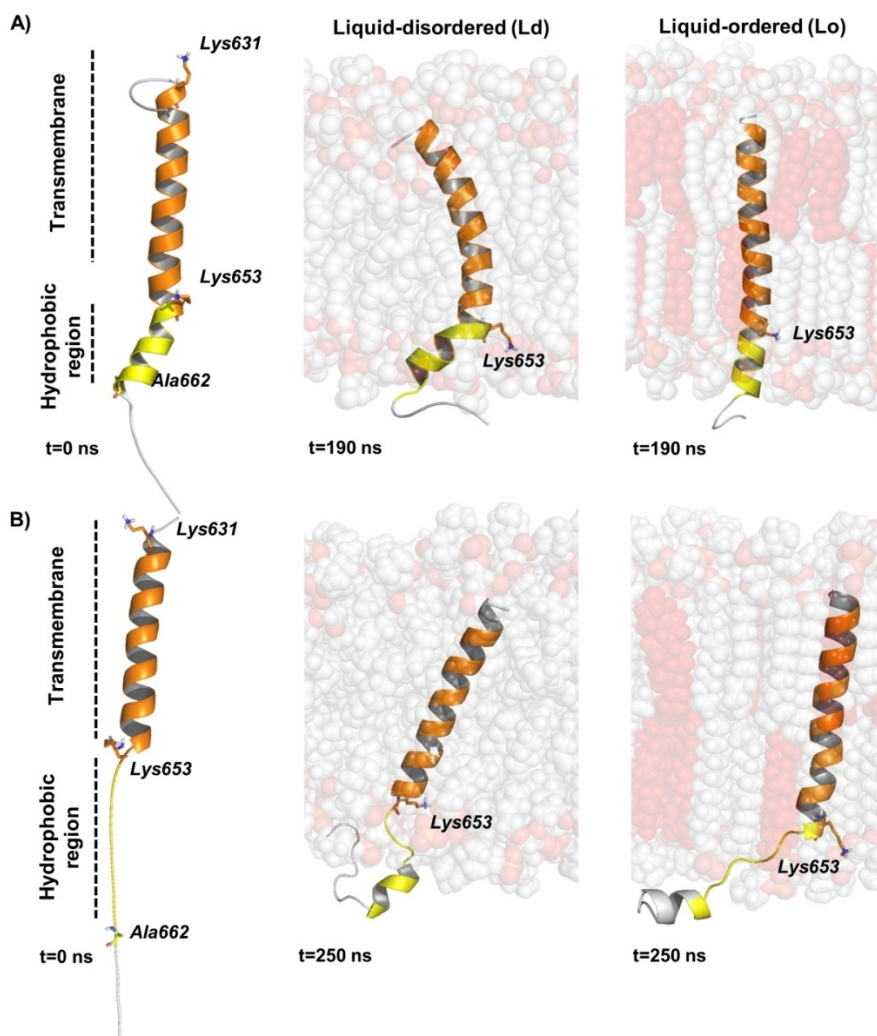 A)
Lys631
Liquid-disordered (Ld)
Liquid-ordered (Lo)
Transmembrane
Lys653
Hydrophobic
region
Ala662
Lys653
Lys653
t=0 ns
t=190 ns
t=190 ns
B)
Lys631
Transmembrane
Lys653
Hydrophobic
region
Lys653
Lys653
Ala662
t=0 ns
t=250 ns
t=250 ns